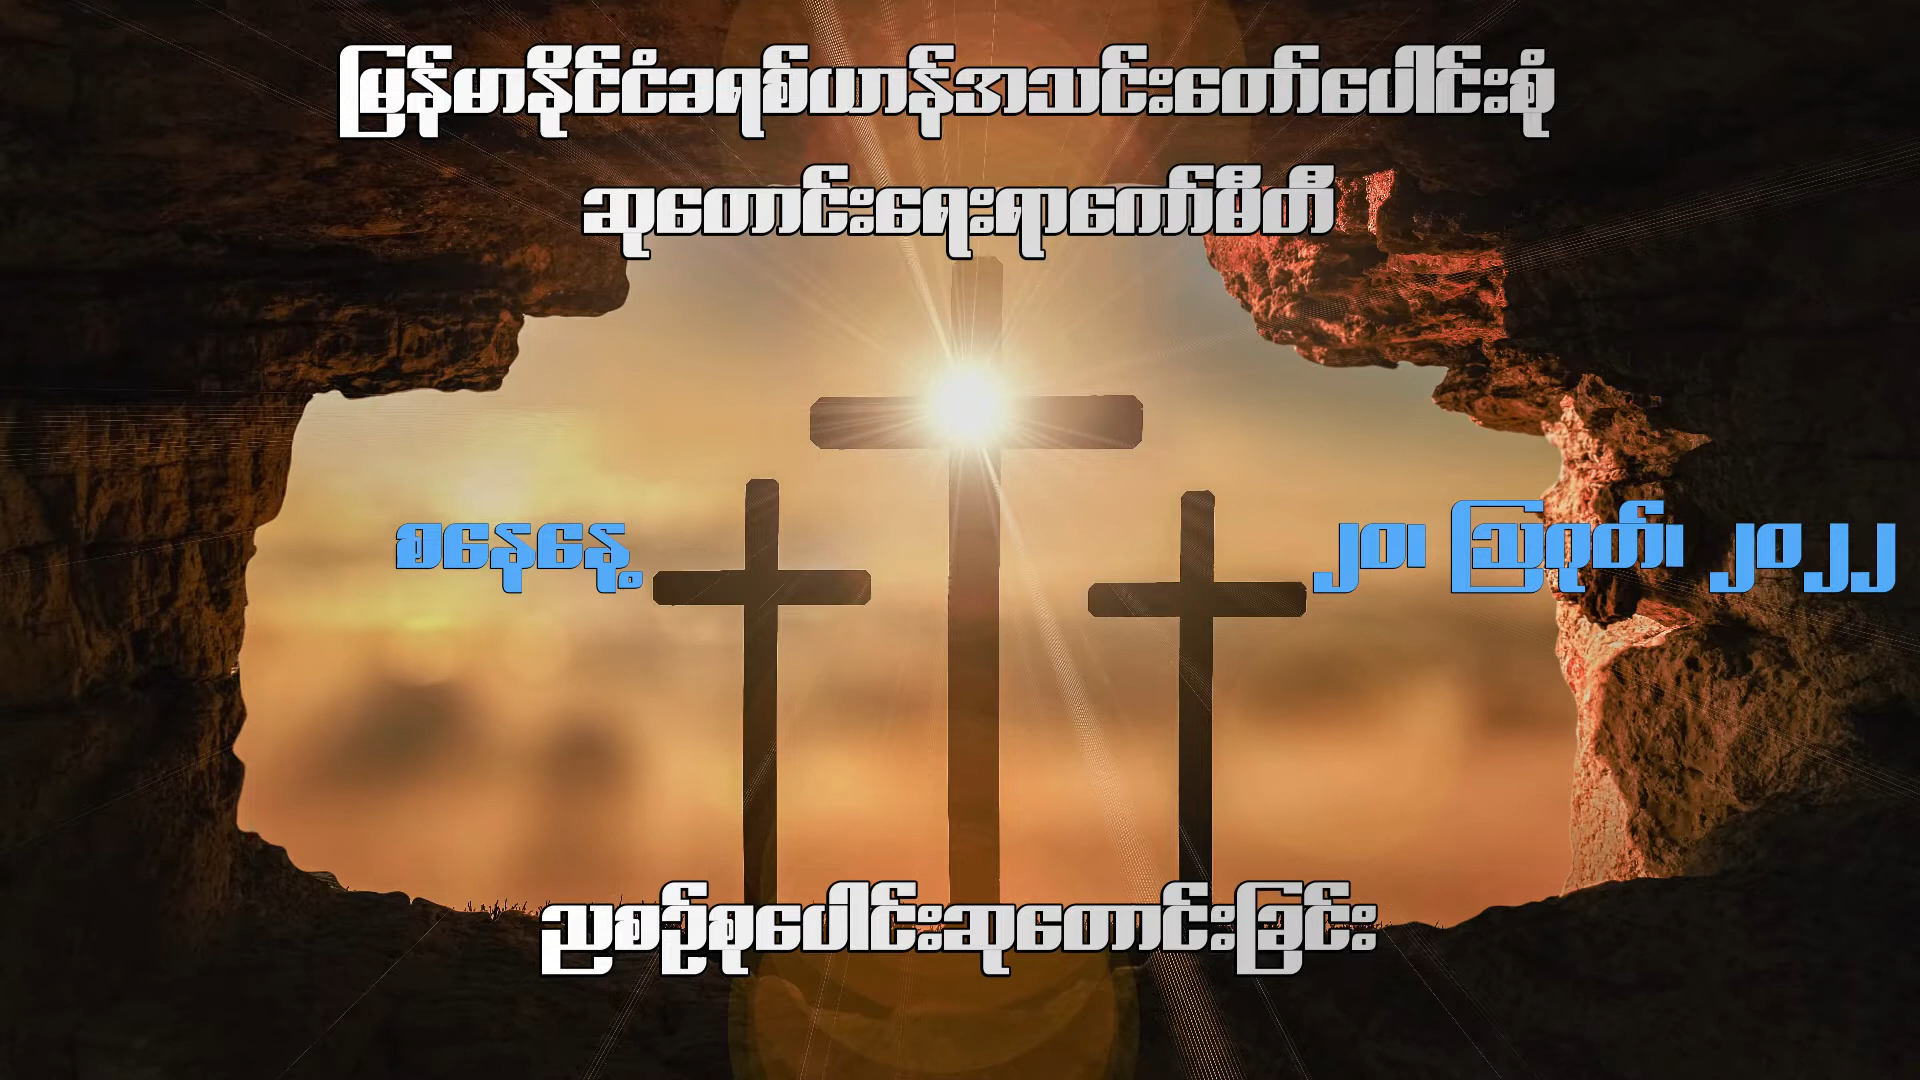 မြန်မာနိုင်ငံခရစ်ယာန်အသင်းတော်ပေါင်းစုံ
ဆုတောင်းရေးရာကော်မီတီ
စနေနေ့
၂၀၊ ဩဂုတ်၊ ၂၀၂၂
ညစဉ်စုပေါင်းဆုတောင်းခြင်း